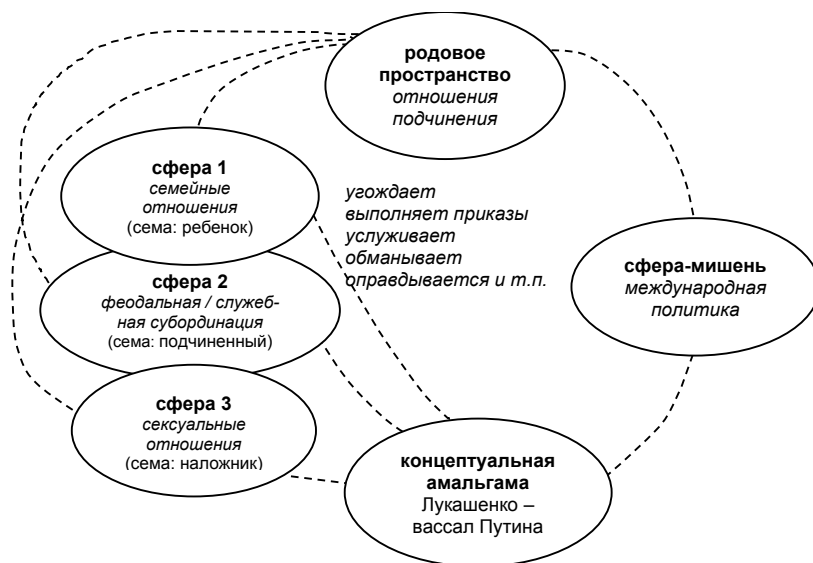 родовое
пространство
отношения
подчинения
сфера 1
семейные
отношения
(сема: ребенок)
угождает
выполняет приказы
услуживает
обманывает
оправдывается и т.п.
сфера 2
феодальная / служеб-
ная субординация
(сема: подчиненный)
сфера-мишень
международная
политика
сфера 3
сексуальные
отношения
(сема: наложник)
концептуальная
амальгама
Лукашенко –
вассал Путина